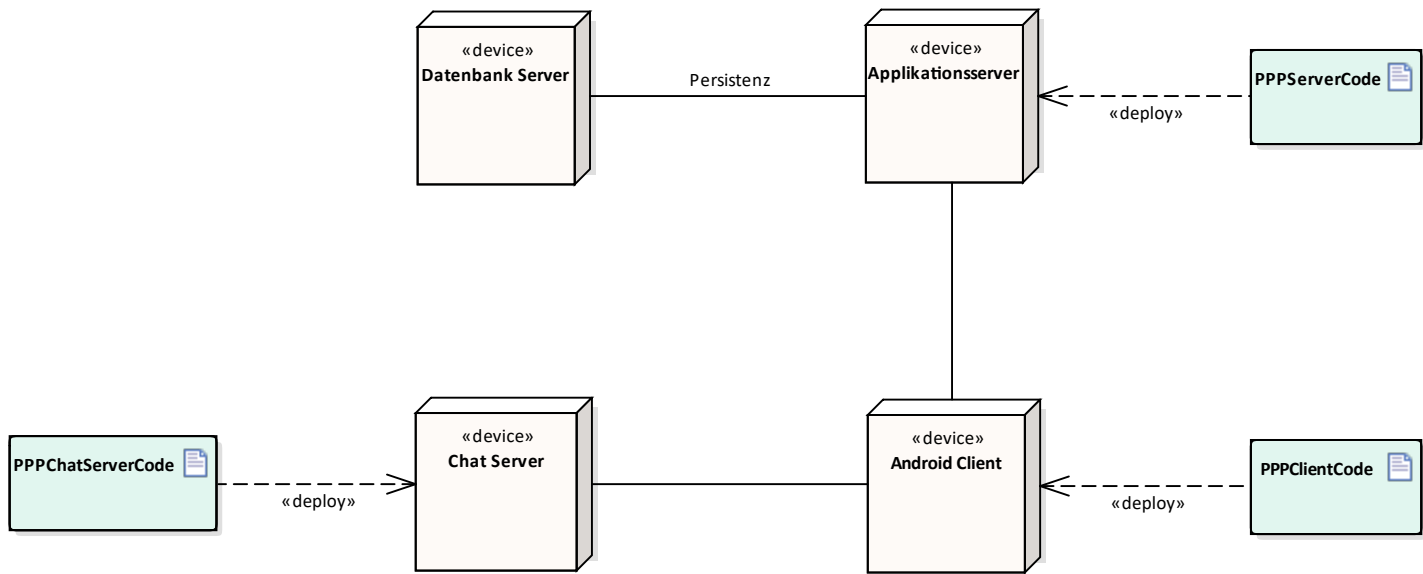 «device»
Datenbank Server
Persistenz
«device»
Applikationsserver
PPPServerCode
«deploy»
PPPChatServerCode
«deploy»
«device»
Chat Server
«device»
Android Client
PPPClientCode
«deploy»